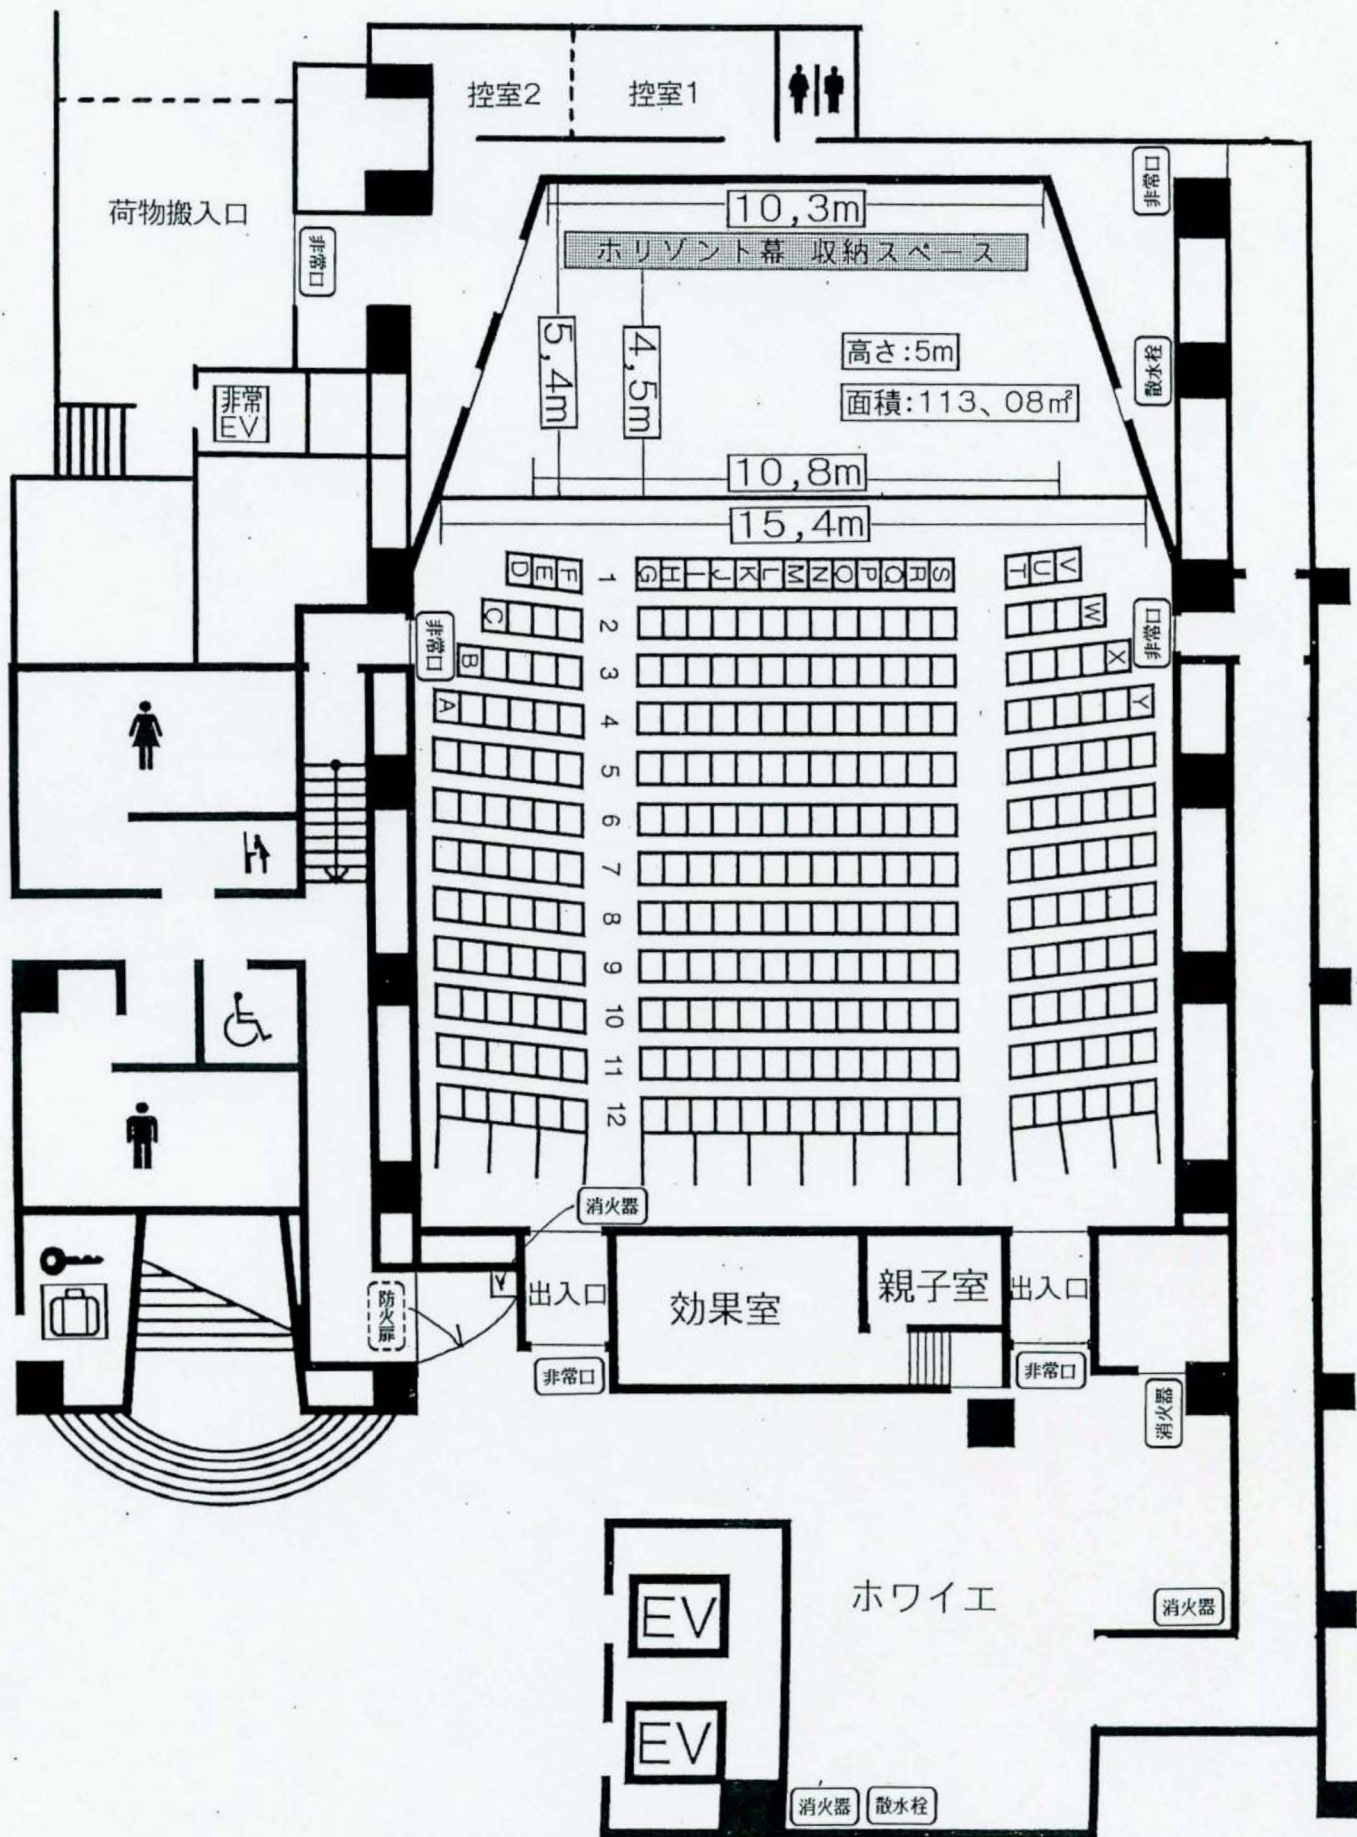 控室2
控室1
荷物搬入口
非常口
非常口
10,3m
ホリゾント幕 収納スペース
5,4m
4,5m
高さ:5m
散水栓
面積:113、08㎡
非常
EV
10,8m
15,4m
D E F 1 G H I J K L M N O P Q R S T U V
C 2 W
非常口
非常口
B 3 X
A 4 Y
5
6
7
8
9
10
11
12
消火器
防火扉
出入口
効果室
親子室
出入口
非常口
非常口
消火器
ホワイエ
消火器
EV
EV
消火器
散水栓